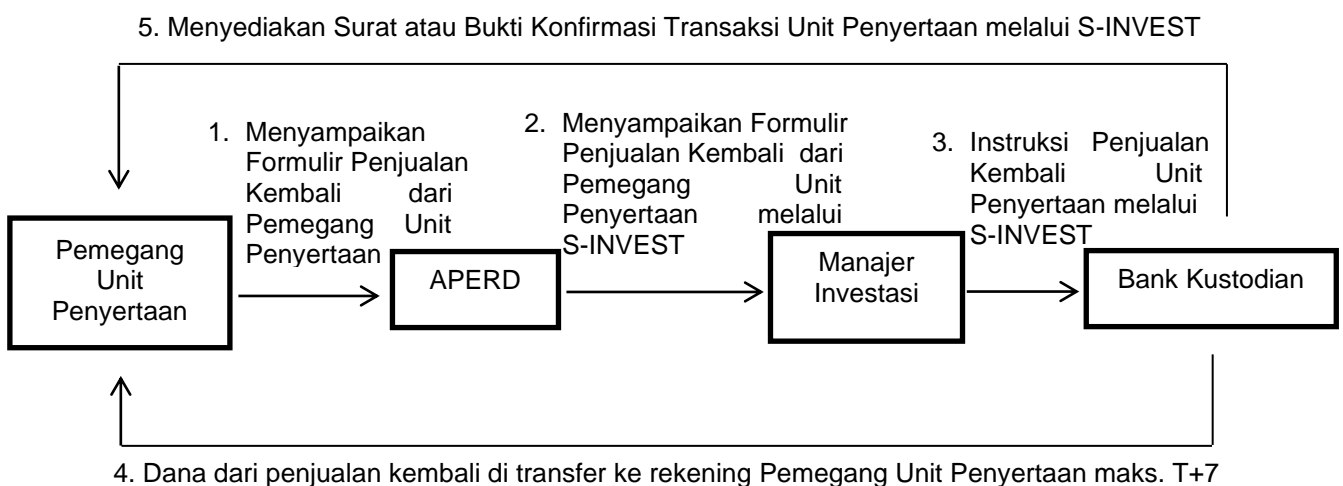 5. Menyediakan Surat atau Bukti Konfirmasi Transaksi Unit Penyertaan melalui S-INVEST
1. Menyampaikan
Formulir Penjualan
Kembali dari
Pemegang Unit
Penyertaan
2. Menyampaikan Formulir
Penjualan Kembali dari
Pemegang Unit
Penyertaan melalui
S-INVEST
3. Instruksi Penjualan
Kembali Unit
Penyertaan melalui
S-INVEST
Pemegang
Unit
Penyertaan
APERD
Manajer
Investasi
Bank Kustodian
4. Dana dari penjualan kembali di transfer ke rekening Pemegang Unit Penyertaan maks. T+7